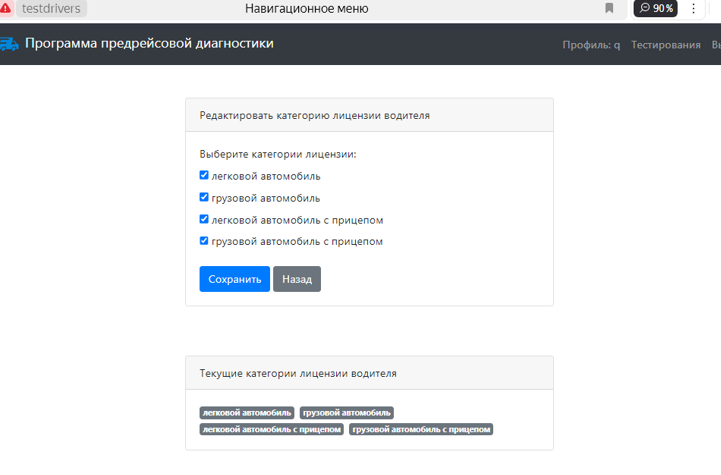 testdrivers Навигационное меню 90%
Программа предрейсовой диагностики Профиль: q Тестирования
Редактировать категорию лицензии водителя
Выберите категории лицензии:
легковой автомобиль
грузовой автомобиль
легковой автомобиль с прицепом
грузовой автомобиль с прицепом
Сохранить Назад
Текущие категории лицензии водителя
легковой автомобиль грузовой автомобиль
легковой автомобиль с прицепом грузовой автомобиль с прицепом